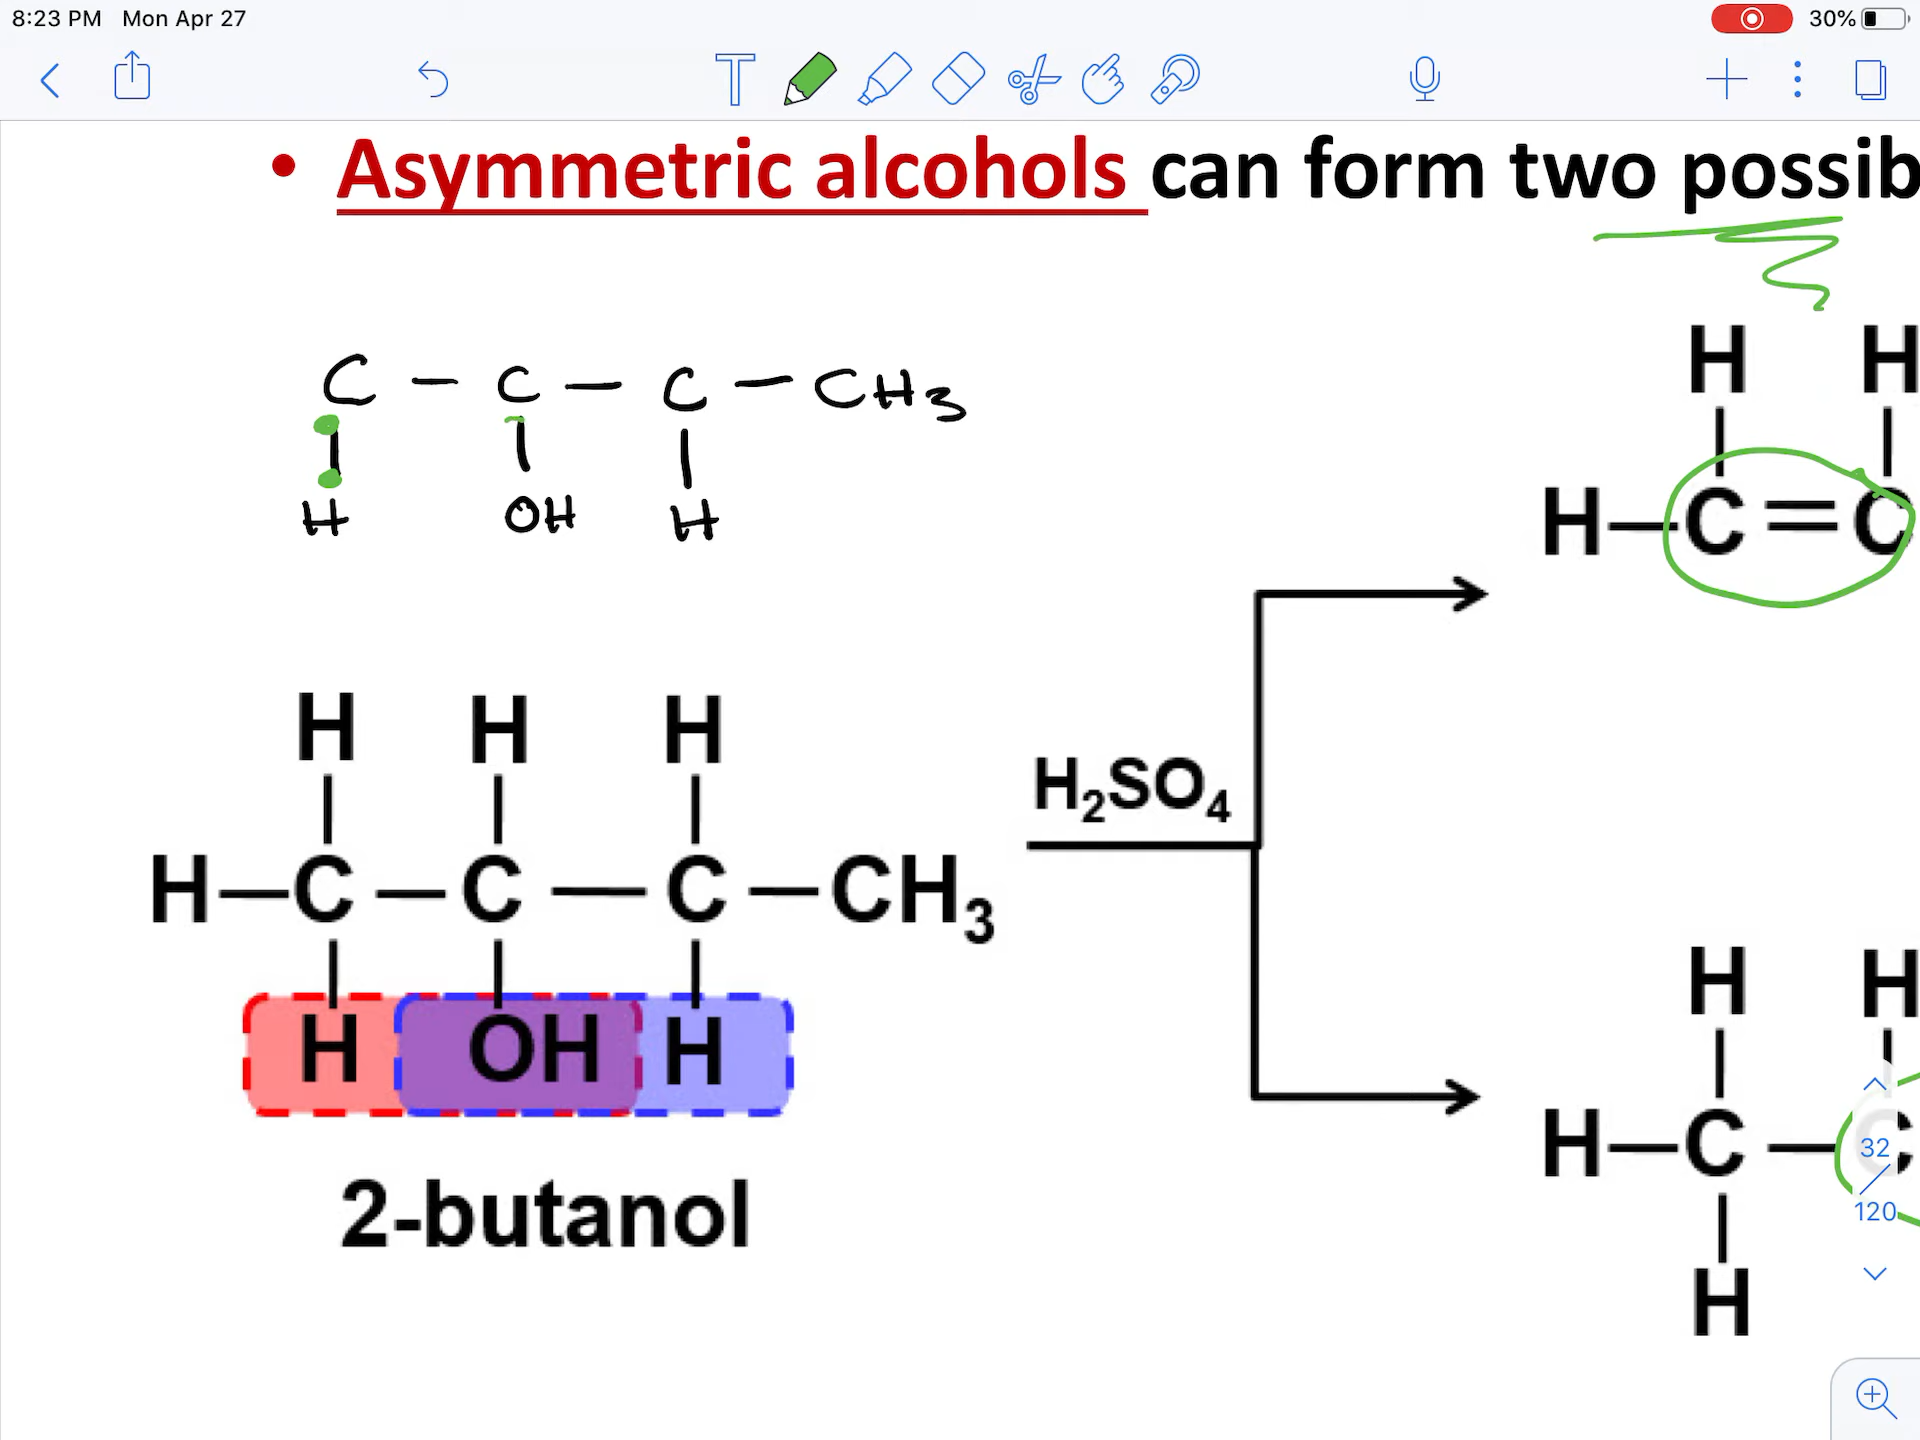 8:23 PM Mon Apr 27 30%
• Asymmetric alcohols can form two possib
C – C – C – CH3
H OH H
H H
H–C=C
H H H
H₂SO₄
H–C–C–C–CH₃
H OH H
2-butanol
H H
H–C–C
H
32
120